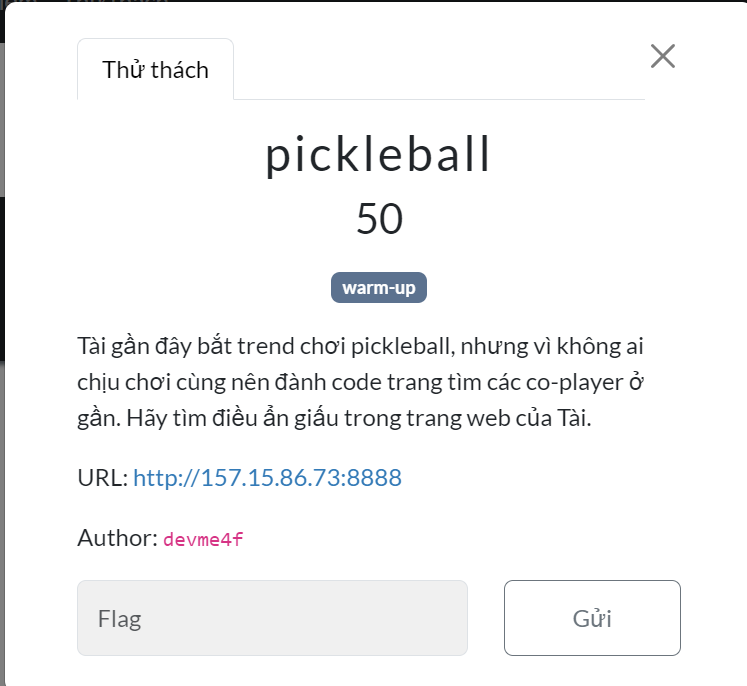 Thử thách
pickleball
50
warm-up
Tài gần đây bắt trend chơi pickleball, nhưng vì không ai
chịu chơi cùng nên đành code trang tìm các co-player ở
gần. Hãy tìm điều ẩn giấu trong trang web của Tài.
URL: http://157.15.86.73:8888
Author: devme4f
Flag
Gửi